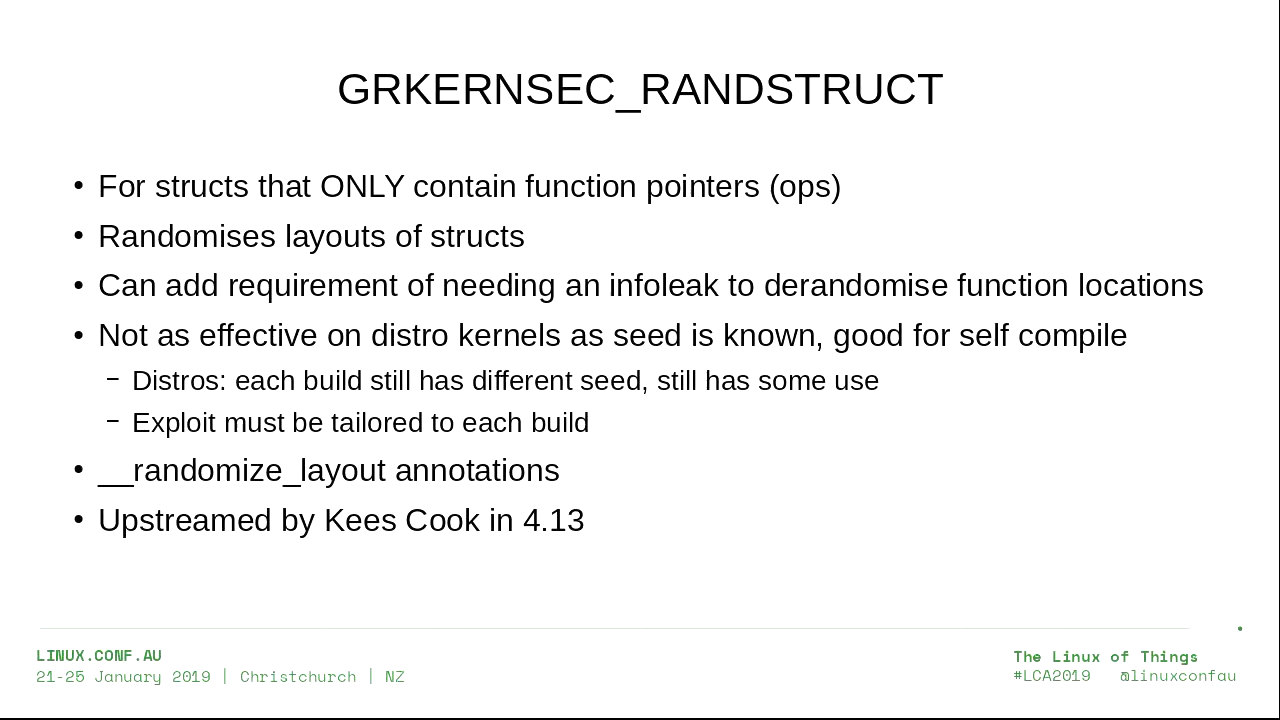 GRKERNSEC_RANDSTRUCT
• For structs that ONLY contain function pointers (ops)
• Randomises layouts of structs
• Can add requirement of needing an infoleak to derandomise function locations
• Not as effective on distro kernels as seed is known, good for self compile
– Distros: each build still has different seed, still has some use
– Exploit must be tailored to each build
• __randomize_layout annotations
• Upstreamed by Kees Cook in 4.13
LINUX.CONF.AU
21-25 January 2019 | Christchurch | NZ
The Linux of Things
#LCA2019 @linuxconfau